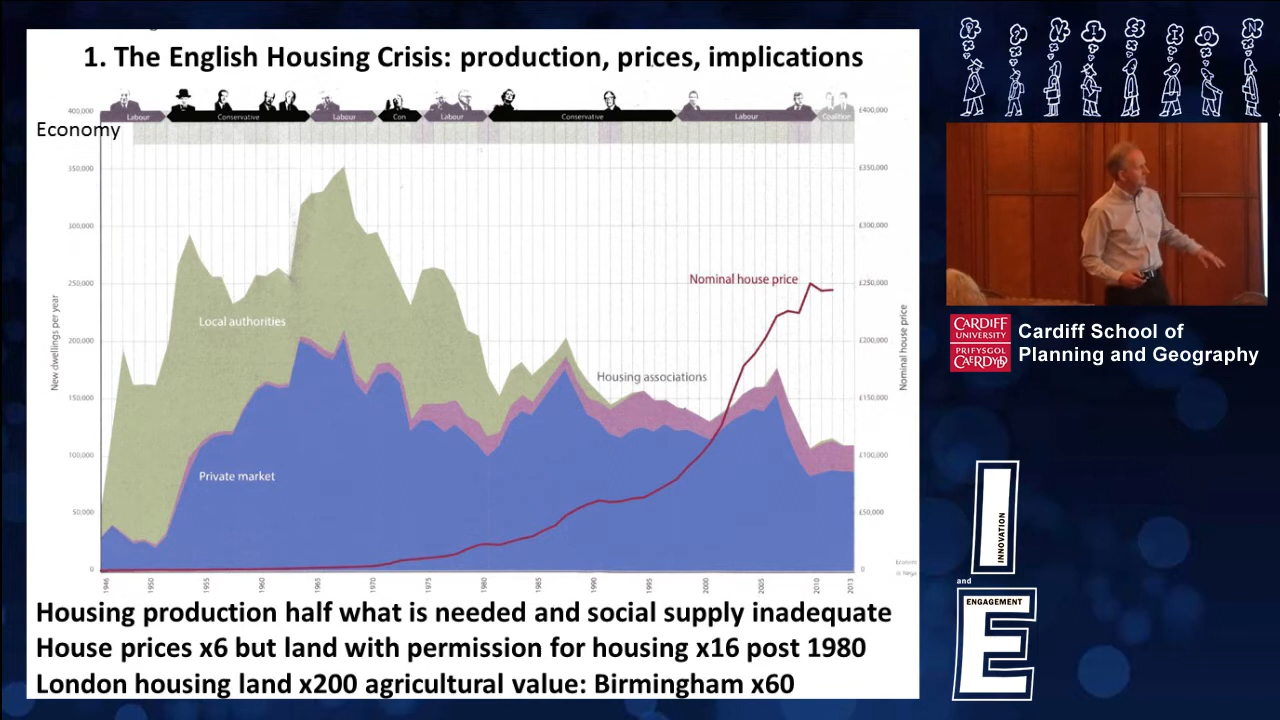 1. The English Housing Crisis: production, prices, implications
400,000
Labour
Conservative
Labour
Con
Labour
Conservative
Labour
Coalition
£400,000
Economy
350,000
£350,000
300,000
£300,000
250,000
£250,000
200,000
£200,000
150,000
£150,000
100,000
£100,000
50,000
£50,000
0
0
New dwellings per year
Nominal house price
Nominal house price
Local authorities
Housing associations
Private market
1946
1950
1955
1960
1965
1970
1975
1980
1985
1990
1995
2000
2005
2010
2013
Housing production half what is needed and social supply inadequate
House prices x6 but land with permission for housing x16 post 1980
London housing land x200 agricultural value: Birmingham x60
CARDIFF
UNIVERSITY
PRIFYSGOL
CAERDYDD
Cardiff School of
Planning and Geography
I
INNOVATION
and
ENGAGEMENT
E